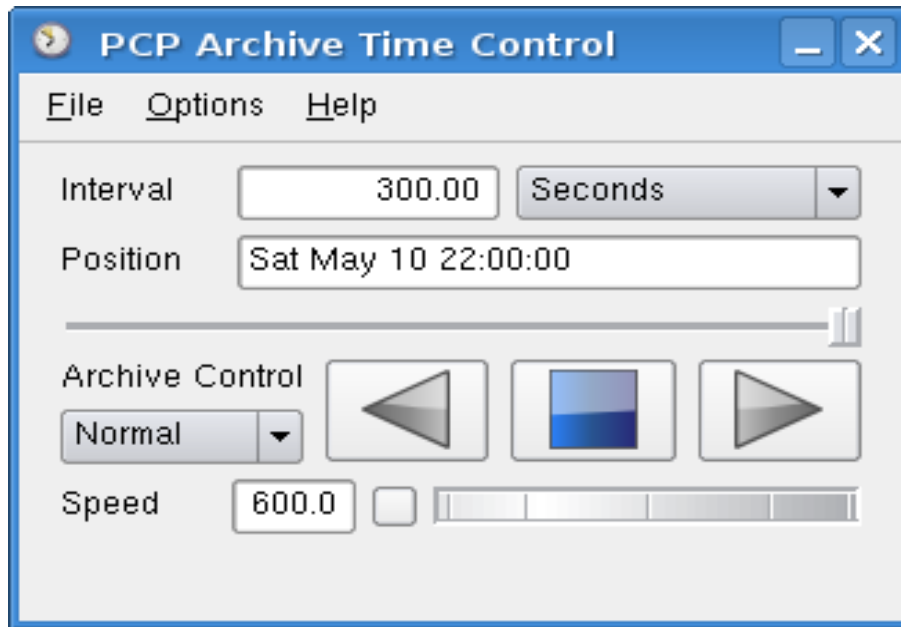 PCP Archive Time Control
File Options Help
Interval 300.00 Seconds
Position Sat May 10 22:00:00
Archive Control
Normal
Speed 600.0